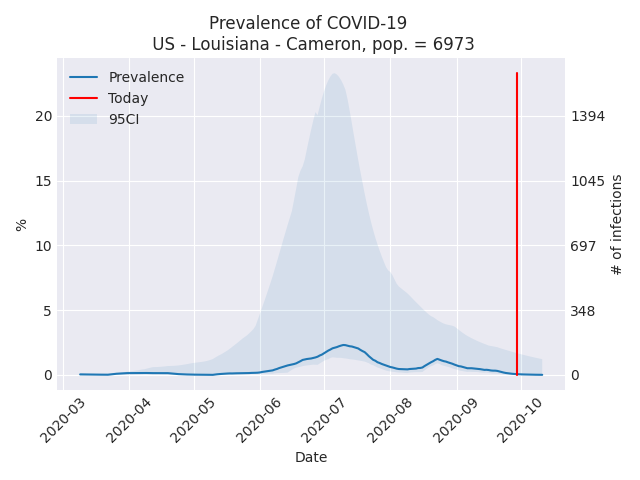 Prevalence of COVID-19
US - Louisiana - Cameron, pop. = 6973
Prevalence
Today
95CI
20
15
10
5
0
%
1394
1045
697
348
0
# of infections
2020-03
2020-04
2020-05
2020-06
2020-07
2020-08
2020-09
2020-10
Date